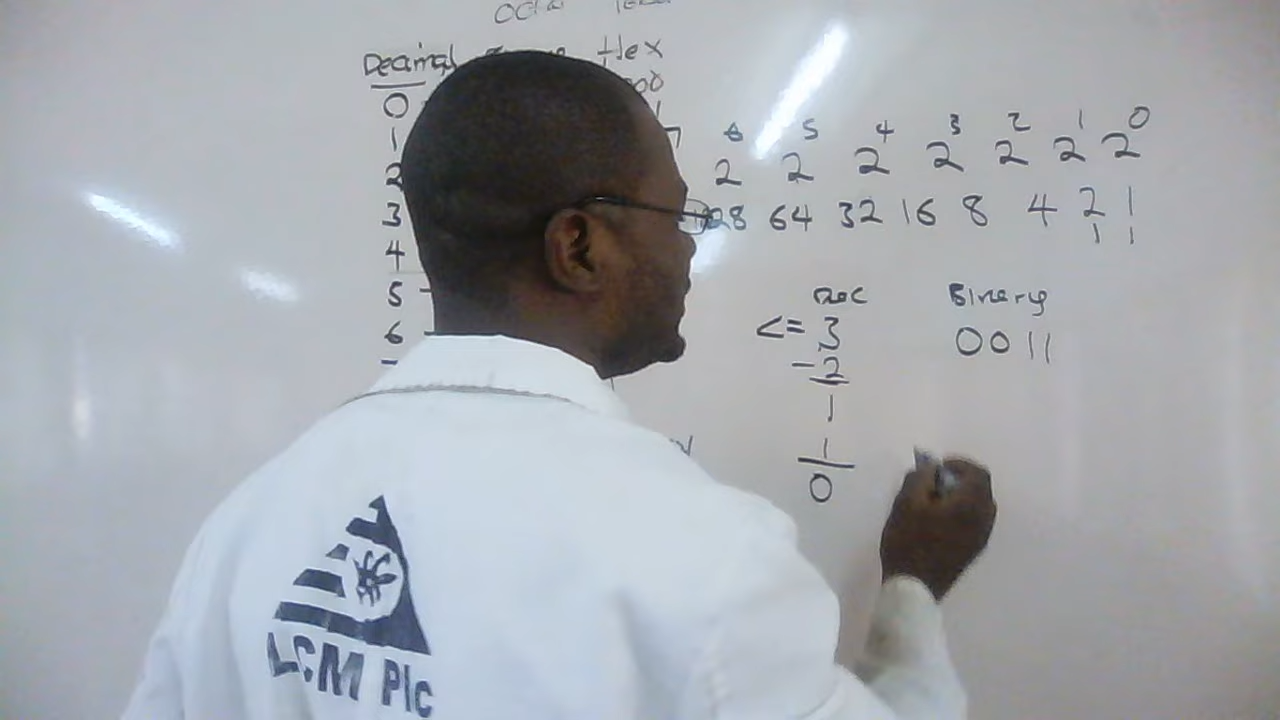 Decimal Hex
0
1
2
3
4
5
6
6 5 4 3 2 1 0
2 2 2 2 2 2 2
128 64 32 16 8 4 2 1
1 1
Dec Binary
<= 3 0011
-2
1
1
0
LCM Plc